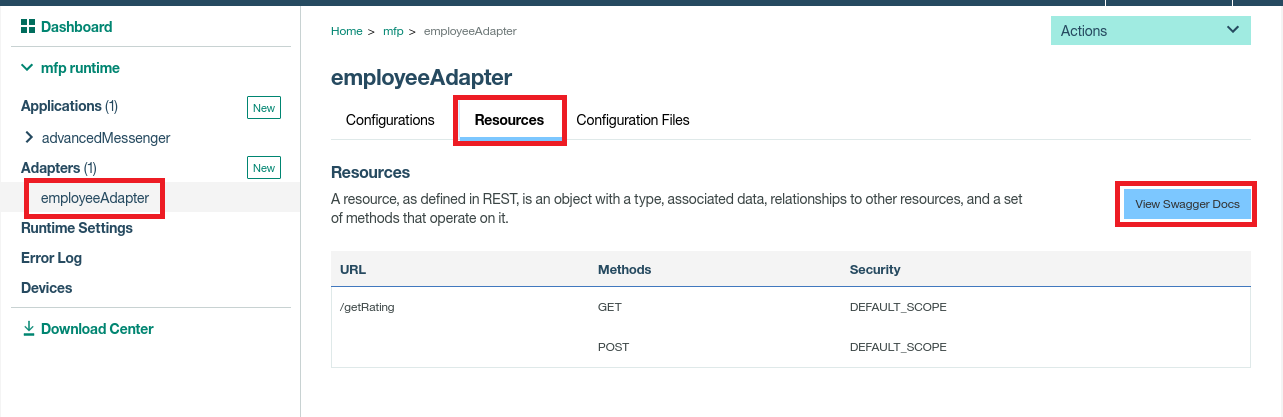 Dashboard
mfp runtime
Applications (1) New
advancedMessenger
Adapters (1) New
employeeAdapter
Runtime Settings
Error Log
Devices
Download Center
Home > mfp > employeeAdapter
Actions
employeeAdapter
Configurations Resources Configuration Files
Resources
A resource, as defined in REST, is an object with a type, associated data, relationships to other resources, and a set
of methods that operate on it.
View Swagger Docs
URL Methods Security
/getRating GET DEFAULT_SCOPE
POST DEFAULT_SCOPE